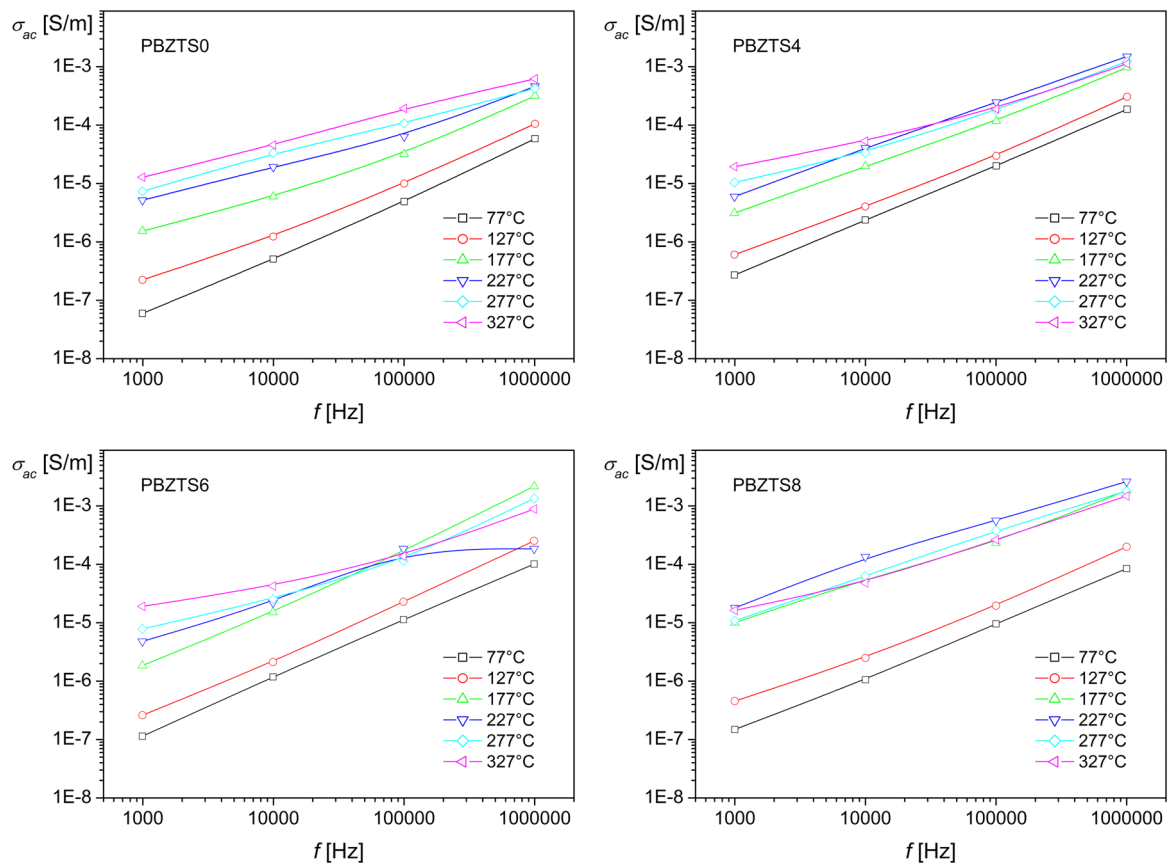 σac [S/m]
PBZTS0
1E-3
1E-4
1E-5
1E-6
1E-7
1E-8
77°C
127°C
177°C
227°C
277°C
327°C
1000 10000 100000 1000000
f [Hz]
σac [S/m]
PBZTS4
1E-3
1E-4
1E-5
1E-6
1E-7
1E-8
77°C
127°C
177°C
227°C
277°C
327°C
1000 10000 100000 1000000
f [Hz]
σac [S/m]
PBZTS6
1E-3
1E-4
1E-5
1E-6
1E-7
1E-8
77°C
127°C
177°C
227°C
277°C
327°C
1000 10000 100000 1000000
f [Hz]
σac [S/m]
PBZTS8
1E-3
1E-4
1E-5
1E-6
1E-7
1E-8
77°C
127°C
177°C
227°C
277°C
327°C
1000 10000 100000 1000000
f [Hz]